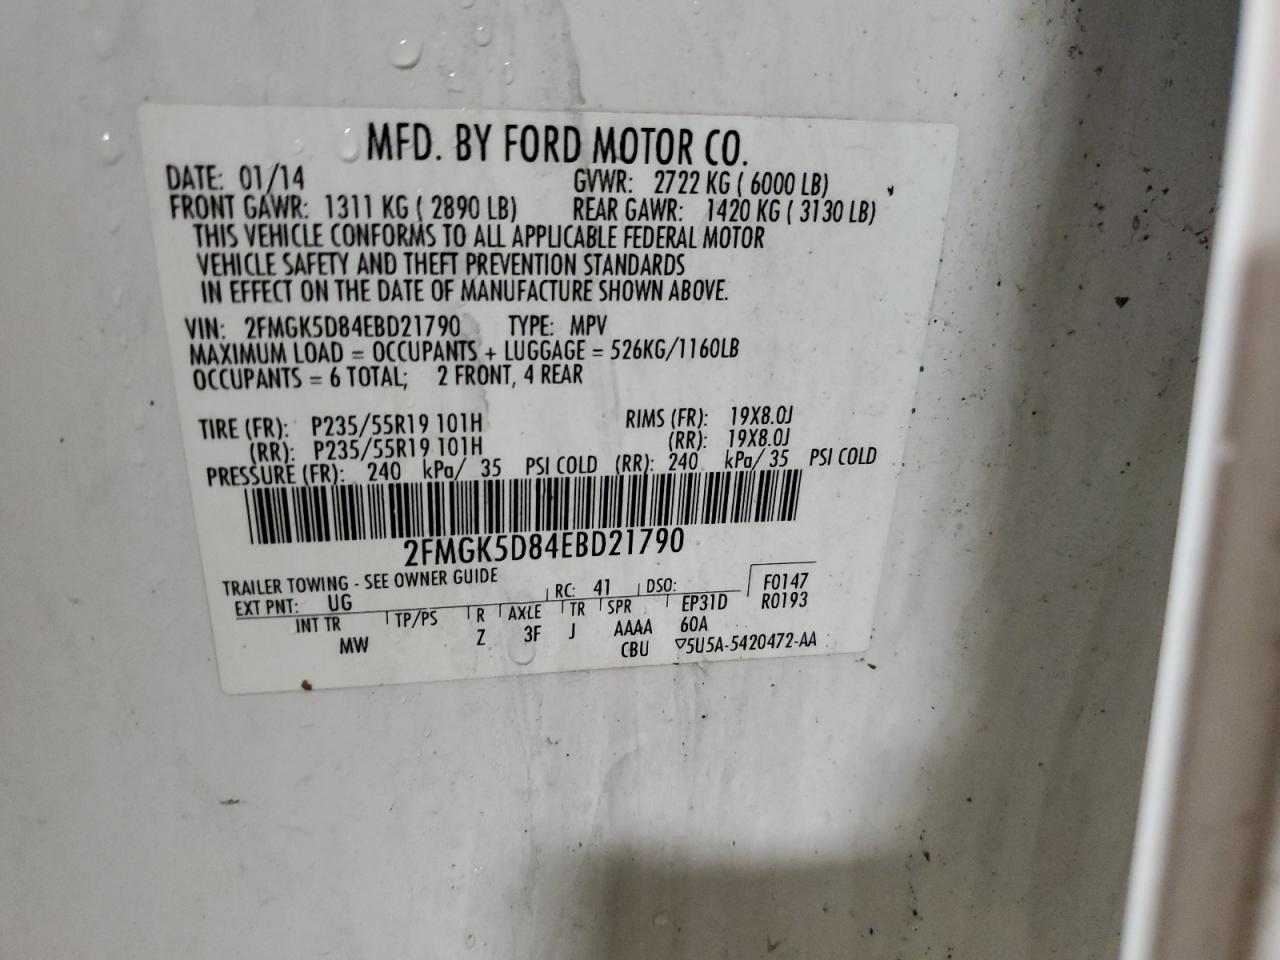 MFD. BY FORD MOTOR CO.
DATE: 01/14 GVWR: 2722 KG ( 6000 LB)
FRONT GAWR: 1311 KG ( 2890 LB) REAR GAWR: 1420 KG ( 3130 LB)
THIS VEHICLE CONFORMS TO ALL APPLICABLE FEDERAL MOTOR
VEHICLE SAFETY AND THEFT PREVENTION STANDARDS
IN EFFECT ON THE DATE OF MANUFACTURE SHOWN ABOVE.
VIN: 2FMGK5D84EBD21790 TYPE: MPV
MAXIMUM LOAD = OCCUPANTS + LUGGAGE = 526KG/1160LB
OCCUPANTS = 6 TOTAL; 2 FRONT, 4 REAR
TIRE (FR): P235/55R19 101H RIMS (FR): 19X8.0J
(RR): P235/55R19 101H (RR): 19X8.0J
PRESSURE (FR): 240 kPa/ 35 PSI COLD (RR): 240 kPa/ 35 PSI COLD
2FMGK5D84EBD21790
TRAILER TOWING - SEE OWNER GUIDE
EXT PNT: UG RC: 41 DSO: F0147
INT TR TP/PS R AXLE TR SPR EP31D R0193
MW Z 3F J AAAA 60A
CBU ▽5U5A-5420472-AA